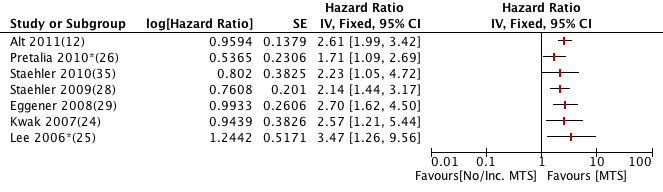 Hazard Ratio Hazard Ratio
Study or Subgroup log[Hazard Ratio] SE IV, Fixed, 95% CI IV, Fixed, 95% CI
Alt 2011(12) 0.9594 0.1379 2.61 [1.99, 3.42]
Pretalia 2010*(26) 0.5365 0.2306 1.71 [1.09, 2.69]
Staehler 2010(35) 0.802 0.3825 2.23 [1.05, 4.72]
Staehler 2009(28) 0.7608 0.201 2.14 [1.44, 3.17]
Eggener 2008(29) 0.9933 0.2606 2.70 [1.62, 4.50]
Kwak 2007(24) 0.9439 0.3826 2.57 [1.21, 5.44]
Lee 2006*(25) 1.2442 0.5171 3.47 [1.26, 9.56]
0.01 0.1 1 10 100
Favours[No/Inc. MTS] Favours [MTS]